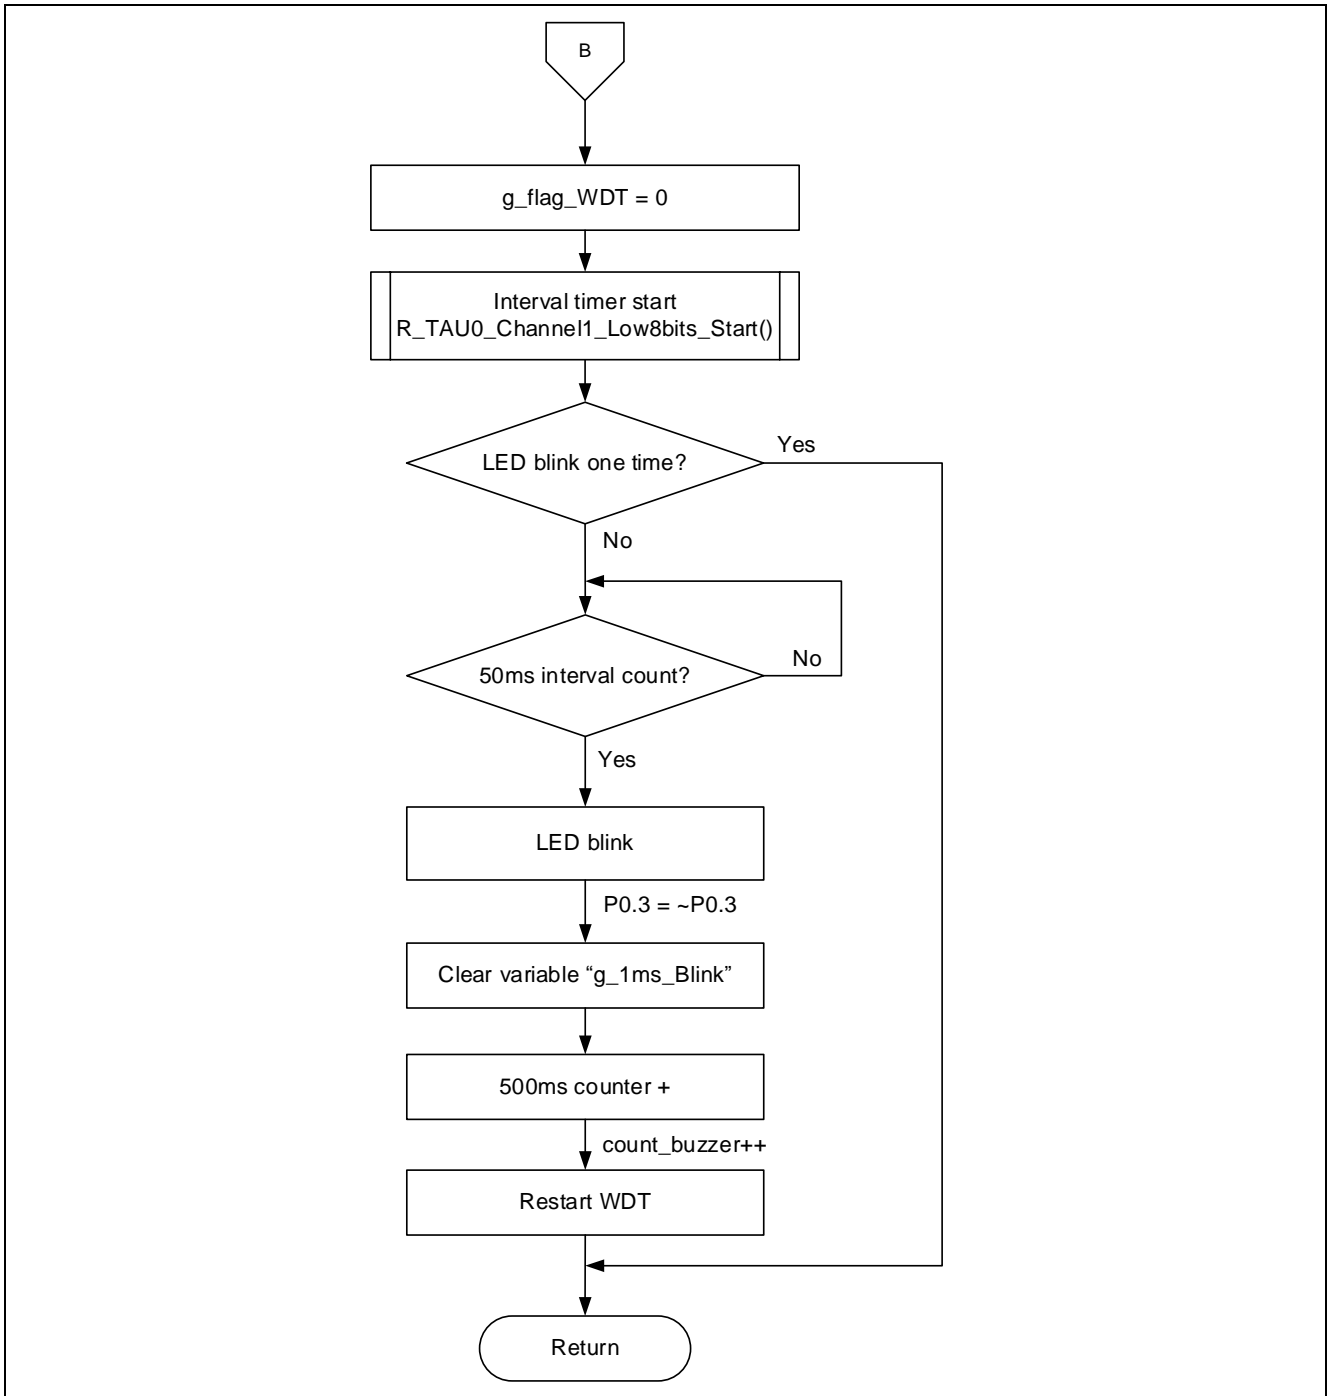 B
g_flag_WDT = 0
Interval timer start
R_TAU0_Channel1_Low8bits_Start()
LED blink one time?
Yes
No
50ms interval count?
No
Yes
LED blink
P0.3 = ~P0.3
Clear variable “g_1ms_Blink”
500ms counter +
count_buzzer++
Restart WDT
Return